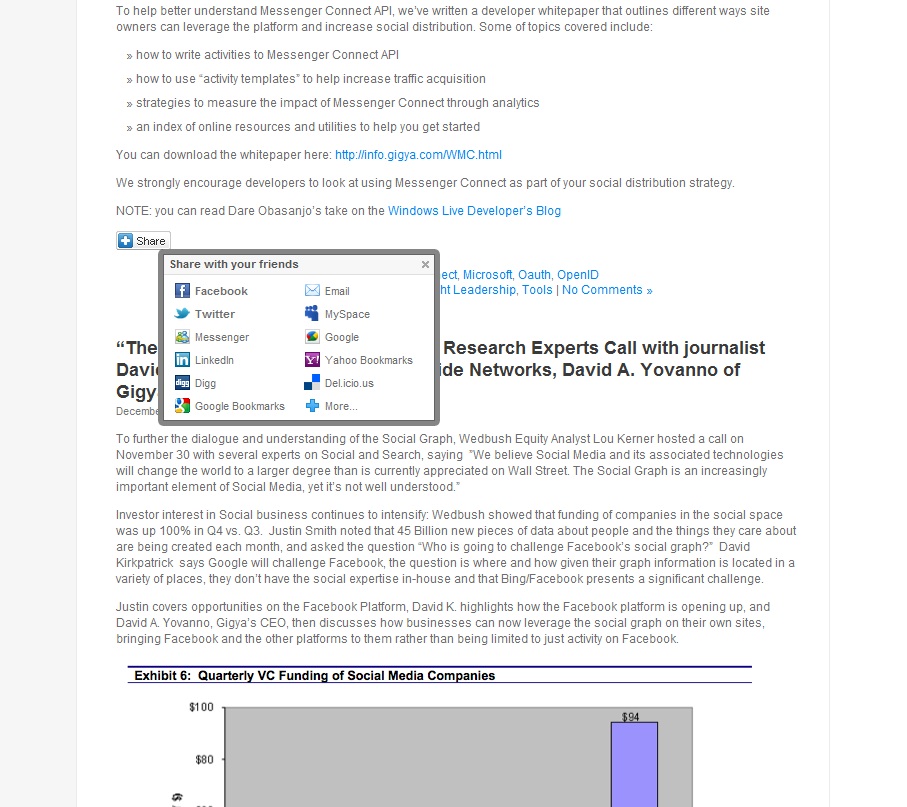 To help better understand Messenger Connect API, we've written a developer whitepaper that outlines different ways site
owners can leverage the platform and increase social distribution. Some of topics covered include:
» how to write activities to Messenger Connect API
» how to use “activity templates” to help increase traffic acquisition
» strategies to measure the impact of Messenger Connect through analytics
» an index of online resources and utilities to help you get started
You can download the whitepaper here: http://info.gigya.com/WMC.html
We strongly encourage developers to look at using Messenger Connect as part of your social distribution strategy.
NOTE: you can read Dare Obasanjo's take on the Windows Live Developer's Blog
Share
Share with your friends
Facebook Email
Twitter MySpace
Messenger Google
LinkedIn Yahoo Bookmarks
Digg Del.icio.us
Google Bookmarks More...
ect, Microsoft, Oauth, OpenID
ht Leadership, Tools | No Comments »
“The Research Experts Call with journalist
David de Networks, David A. Yovanno of
Gigy
Decembe
To further the dialogue and understanding of the Social Graph, Wedbush Equity Analyst Lou Kerner hosted a call on
November 30 with several experts on Social and Search, saying ”We believe Social Media and its associated technologies
will change the world to a larger degree than is currently appreciated on Wall Street. The Social Graph is an increasingly
important element of Social Media, yet it's not well understood.”
Investor interest in Social business continues to intensify: Wedbush showed that funding of companies in the social space
was up 100% in Q4 vs. Q3. Justin Smith noted that 45 Billion new pieces of data about people and the things they care about
are being created each month, and asked the question “Who is going to challenge Facebook's social graph?” David
Kirkpatrick says Google will challenge Facebook, the question is where and how given their graph information is located in a
variety of places, they don't have the social expertise in-house and that Bing/Facebook presents a significant challenge.
Justin covers opportunities on the Facebook Platform, David K. highlights how the Facebook platform is opening up, and
David A. Yovanno, Gigya's CEO, then discusses how businesses can now leverage the social graph on their own sites,
bringing Facebook and the other platforms to them rather than being limited to just activity on Facebook.
Exhibit 6: Quarterly VC Funding of Social Media Companies
$100
$94
$80